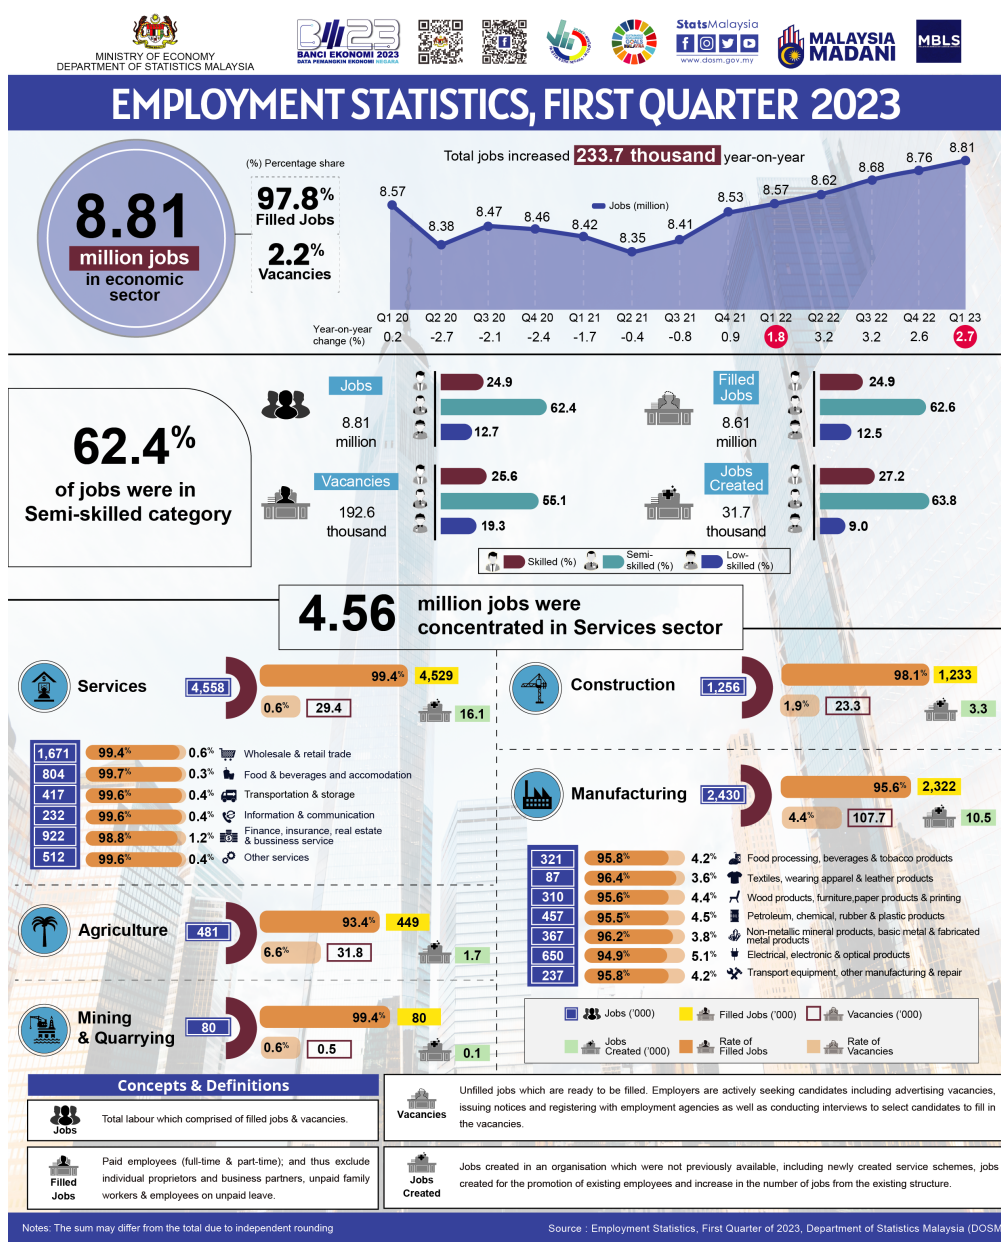 MINISTRY OF ECONOMY
DEPARTMENT OF STATISTICS MALAYSIA
BANCI EKONOMI 2023
DATA PEMANGKIN EKONOMI NEGARA
StatsMalaysia
www.dosm.gov.my
MALAYSIA
MADANI
MBLS
EMPLOYMENT STATISTICS, FIRST QUARTER 2023
8.81
million jobs
in economic
sector
(%) Percentage share
97.8%
Filled Jobs
2.2%
Vacancies
Total jobs increased 233.7 thousand year-on-year
Jobs (million)
8.57 8.38 8.47 8.46 8.42 8.35 8.41 8.53 8.57 8.62 8.68 8.76 8.81
Q1 20 Q2 20 Q3 20 Q4 20 Q1 21 Q2 21 Q3 21 Q4 21 Q1 22 Q2 22 Q3 22 Q4 22 Q1 23
Year-on-year
change (%)
0.2 -2.7 -2.1 -2.4 -1.7 -0.4 -0.8 0.9 1.8 3.2 3.2 2.6 2.7
62.4%
of jobs were in
Semi-skilled category
Jobs
8.81
million
24.9
62.4
12.7
Filled
Jobs
8.61
million
24.9
62.6
12.5
Vacancies
192.6
thousand
25.6
55.1
19.3
Jobs
Created
31.7
thousand
27.2
63.8
9.0
Skilled (%)
Semi-
skilled (%)
Low-
skilled (%)
4.56
million jobs were
concentrated in Services sector
Services
4,558
99.4% 4,529
0.6% 29.4
16.1
1,671 99.4% 0.6% Wholesale & retail trade
804 99.7% 0.3% Food & beverages and accomodation
417 99.6% 0.4% Transportation & storage
232 99.6% 0.4% Information & communication
922 98.8% 1.2% Finance, insurance, real estate
& bussiness service
512 99.6% 0.4% Other services
Agriculture
481
93.4% 449
6.6% 31.8
1.7
Mining
& Quarrying
80
99.4% 80
0.6% 0.5
0.1
Construction
1,256
98.1% 1,233
1.9% 23.3
3.3
Manufacturing
2,430
95.6% 2,322
4.4% 107.7
10.5
321 95.8% 4.2% Food processing, beverages & tobacco products
87 96.4% 3.6% Textiles, wearing apparel & leather products
310 95.6% 4.4% Wood products, furniture,paper products & printing
457 95.5% 4.5% Petroleum, chemical, rubber & plastic products
367 96.2% 3.8% Non-metallic mineral products, basic metal & fabricated
metal products
650 94.9% 5.1% Electrical, electronic & optical products
237 95.8% 4.2% Transport equipment, other manufacturing & repair
Jobs ('000)
Filled Jobs ('000)
Vacancies ('000)
Jobs
Created ('000)
Rate of
Filled Jobs
Rate of
Vacancies
Concepts & Definitions
Jobs
Total labour which comprised of filled jobs & vacancies.
Filled
Jobs
Paid employees (full-time & part-time); and thus exclude
individual proprietors and business partners, unpaid family
workers & employees on unpaid leave.
Vacancies
Unfilled jobs which are ready to be filled. Employers are actively seeking candidates including advertising vacancies,
issuing notices and registering with employment agencies as well as conducting interviews to select candidates to fill in
the vacancies.
Jobs
Created
Jobs created in an organisation which were not previously available, including newly created service schemes, jobs
created for the promotion of existing employees and increase in the number of jobs from the existing structure.
Notes: The sum may differ from the total due to independent rounding
Source : Employment Statistics, First Quarter of 2023, Department of Statistics Malaysia (DOSM